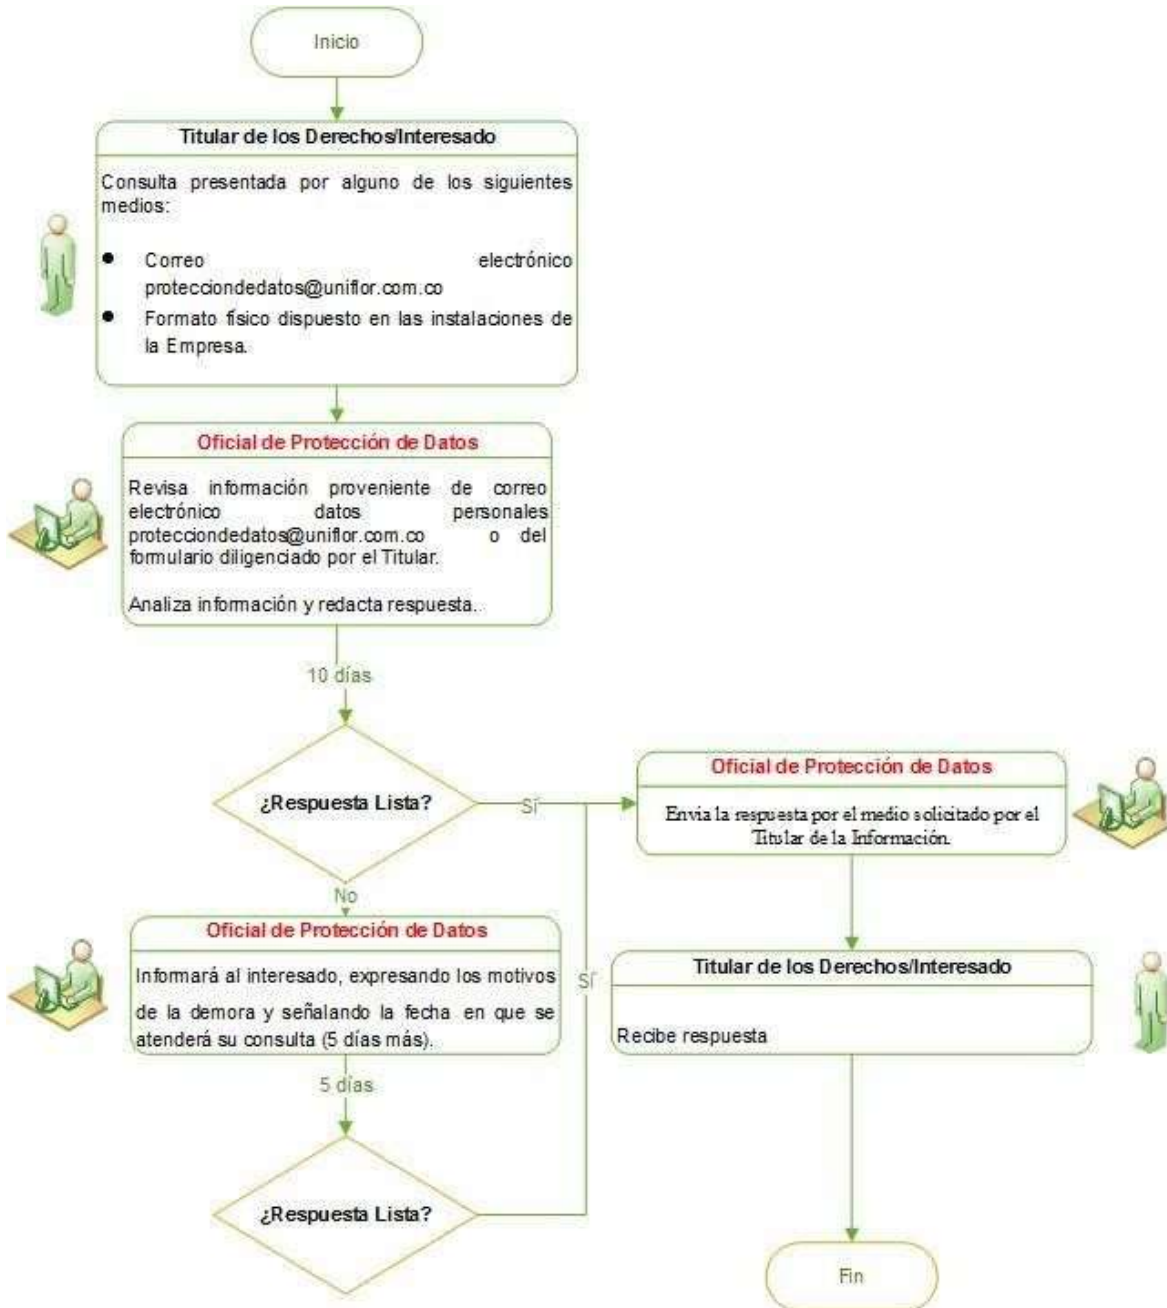 Inicio
Titular de los Derechos/Interesado
Consulta presentada por alguno de los siguientes
medios:
● Correo electrónico
protecciondedatos@uniflor.com.co
● Formato físico dispuesto en las instalaciones de
la Empresa.
Oficial de Protección de Datos
Revisa información proveniente de correo
electrónico datos personales
protecciondedatos@uniflor.com.co o del
formulario diligenciado por el Titular.
Analiza información y redacta respuesta.
10 días
¿Respuesta Lista?
Sí
Oficial de Protección de Datos
Envia la respuesta por el medio solicitado por el
Titular de la Información.
No
Oficial de Protección de Datos
Informará al interesado, expresando los motivos
de la demora y señalando la fecha en que se
atenderá su consulta (5 días más).
Sí
Titular de los Derechos/Interesado
Recibe respuesta
5 días
¿Respuesta Lista?
Fin